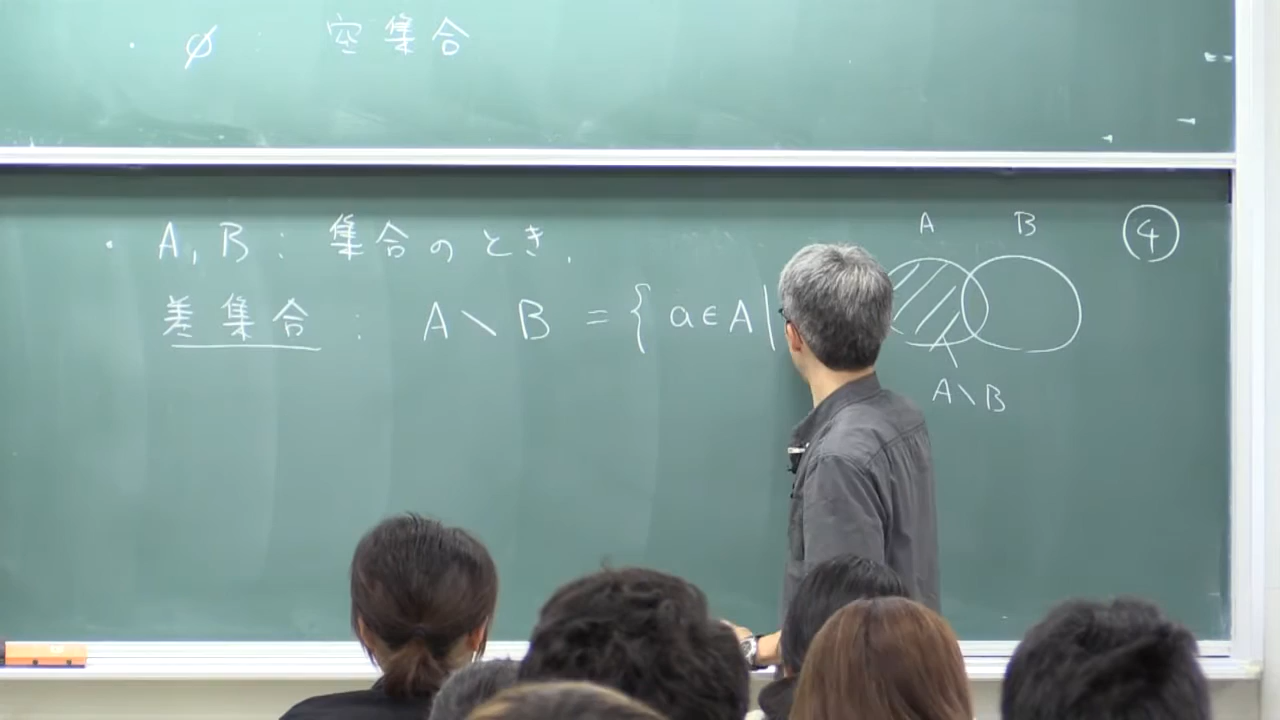 ・ ∅ : 空集合
・ A, B : 集合のとき, A B ④
差集合 : A∖B = { a∈A |
A∖B